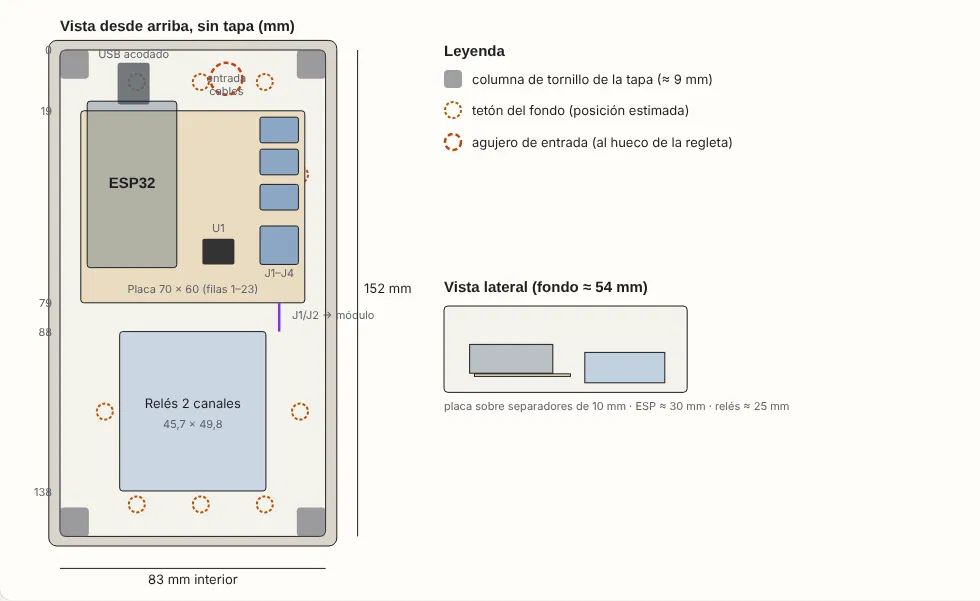 Vista desde arriba, sin tapa (mm)
0
USB acodado
entrada
cables
19
ESP32
U1
J1–J4
Placa 70 × 60 (filas 1–23)
79
J1/J2 → módulo
88
152 mm
Relés 2 canales
45,7 × 49,8
138
83 mm interior
Leyenda
columna de tornillo de la tapa (≈ 9 mm)
tetón del fondo (posición estimada)
agujero de entrada (al hueco de la regleta)
Vista lateral (fondo ≈ 54 mm)
placa sobre separadores de 10 mm · ESP ≈ 30 mm · relés ≈ 25 mm